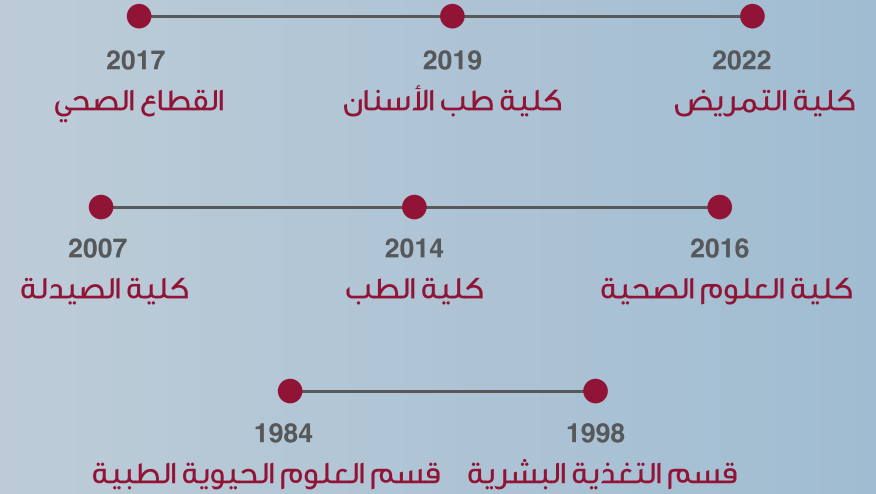 2017 2019 2022
القطاع الصحي كلية طب الأسنان كلية التمريض
2007 2014 2016
كلية الصيدلة كلية الطب كلية العلوم الصحية
1984 1998
قسم العلوم الحيوية الطبية قسم التغذية البشرية